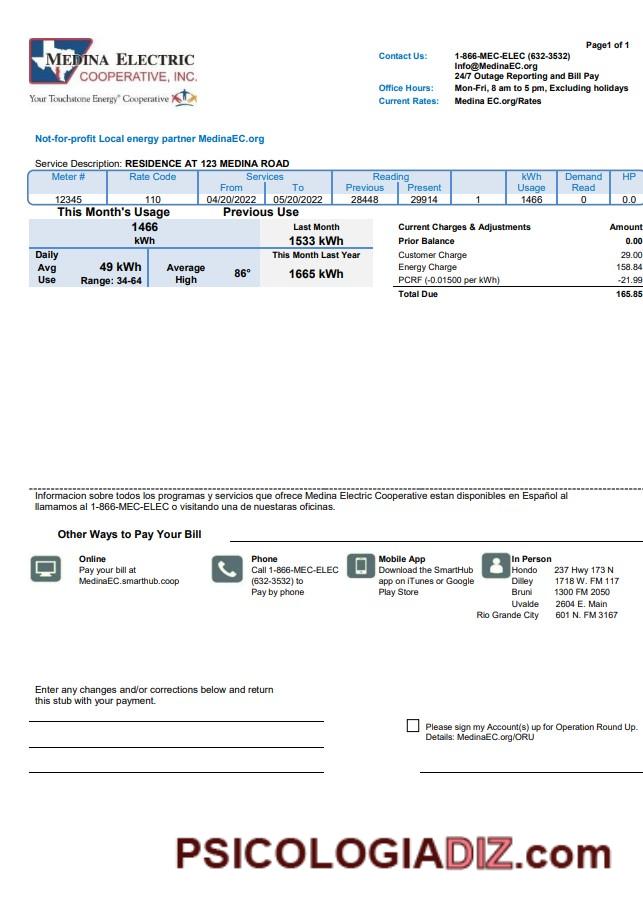 Page1 of 1
MEDINA ELECTRIC
COOPERATIVE, INC.
Your Touchstone Energy® Cooperative
Contact Us: 1-866-MEC-ELEC (632-3532)
Info@MedinaEC.org
24/7 Outage Reporting and Bill Pay
Office Hours: Mon-Fri, 8 am to 5 pm, Excluding holidays
Current Rates: Medina EC.org/Rates
Not-for-profit Local energy partner MedinaEC.org
Service Description: RESIDENCE AT 123 MEDINA ROAD
Meter # Rate Code Services Reading kWh Demand HP
From To Previous Present Usage Read
12345 110 04/20/2022 05/20/2022 28448 29914 1 1466 0 0.0
This Month's Usage Previous Use
1466
kWh
Last Month
1533 kWh
Daily
Avg
Use
49 kWh
Range: 34-64
Average
High
86°
This Month Last Year
1665 kWh
Current Charges & Adjustments Amount
Prior Balance 0.00
Customer Charge 29.00
Energy Charge 158.84
PCRF (-0.01500 per kWh) -21.99
Total Due 165.85
Informacion sobre todos los programas y servicios que ofrece Medina Electric Cooperative estan disponibles en Español al
llamamos al 1-866-MEC-ELEC o visitando una de nuestaras oficinas.
Other Ways to Pay Your Bill
Online
Pay your bill at
MedinaEC.smarthub.coop
Phone
Call 1-866-MEC-ELEC
(632-3532) to
Pay by phone
Mobile App
Download the SmartHub
app on iTunes or Google
Play Store
In Person
Hondo 237 Hwy 173 N
Dilley 1718 W. FM 117
Bruni 1300 FM 2050
Uvalde 2604 E. Main
Rio Grande City 601 N. FM 3167
Enter any changes and/or corrections below and return
this stub with your payment.
Please sign my Account(s) up for Operation Round Up.
Details: MedinaEC.org/ORU
PSICOLOGIADIZ.com